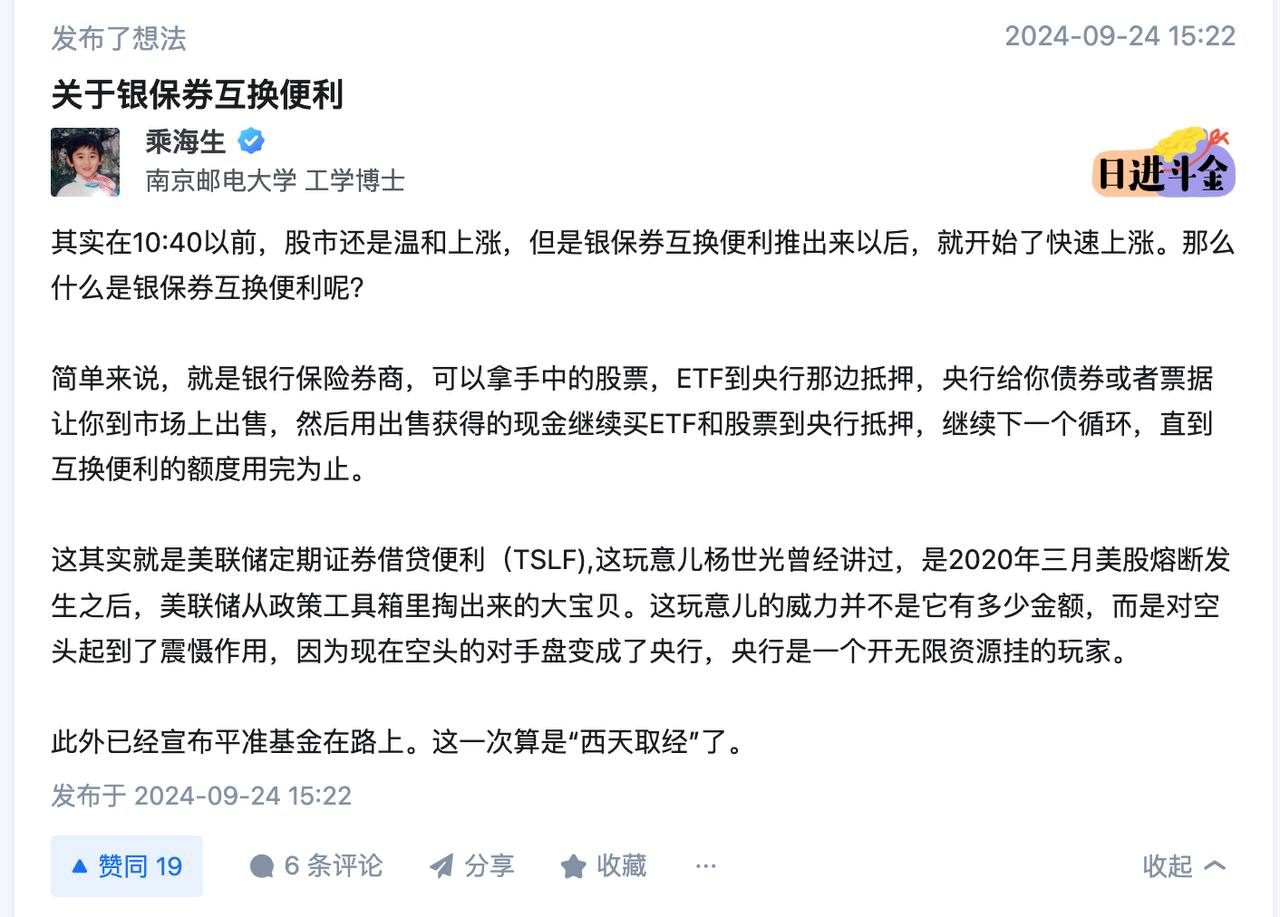 发布了想法
2024-09-24 15:22
关于银保券互换便利
乘海生
南京邮电大学 工学博士
日进斗金
其实在10:40以前，股市还是温和上涨，但是银保券互换便利推出来以后，就开始了快速上涨。那么
什么是银保券互换便利呢?
简单来说，就是银行保险券商，可以拿手中的股票，ETF到央行那边抵押，央行给你债券或者票据
让你到市场上出售，然后用出售获得的现金继续买ETF和股票到央行抵押，继续下一个循环，直到
互换便利的额度用完为止。
这其实就是美联储定期证券借贷便利（TSLF),这玩意儿杨世光曾经讲过，是2020年三月美股熔断发
生之后，美联储从政策工具箱里掏出来的大宝贝。这玩意儿的威力并不是它有多少金额，而是对空
头起到了震慑作用，因为现在空头的对手盘变成了央行，央行是一个开无限资源挂的玩家。
此外已经宣布平准基金在路上。这一次算是“西天取经”了。
发布于 2024-09-24 15:22
赞同 19
6 条评论
分享
收藏
···
收起